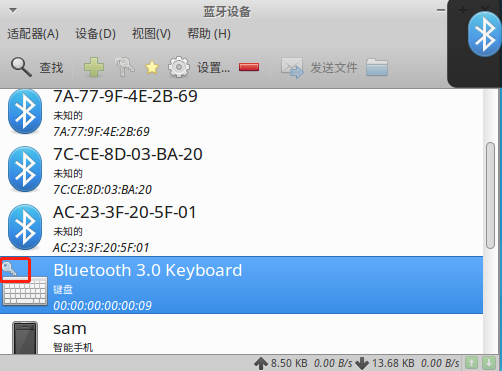 蓝牙设备
适配器(A) 设备(D) 视图(V) 帮助 (H)
查找 设置... 发送文件
7A-77-9F-4E-2B-69
未知的
7A:77:9F:4E:2B:69
7C-CE-8D-03-BA-20
未知的
7C:CE:8D:03:BA:20
AC-23-3F-20-5F-01
未知的
AC:23:3F:20:5F:01
Bluetooth 3.0 Keyboard
键盘
00:00:00:00:00:09
sam
智能手机
8.50 KB 0.00 B/s 13.68 KB 0.00 B/s